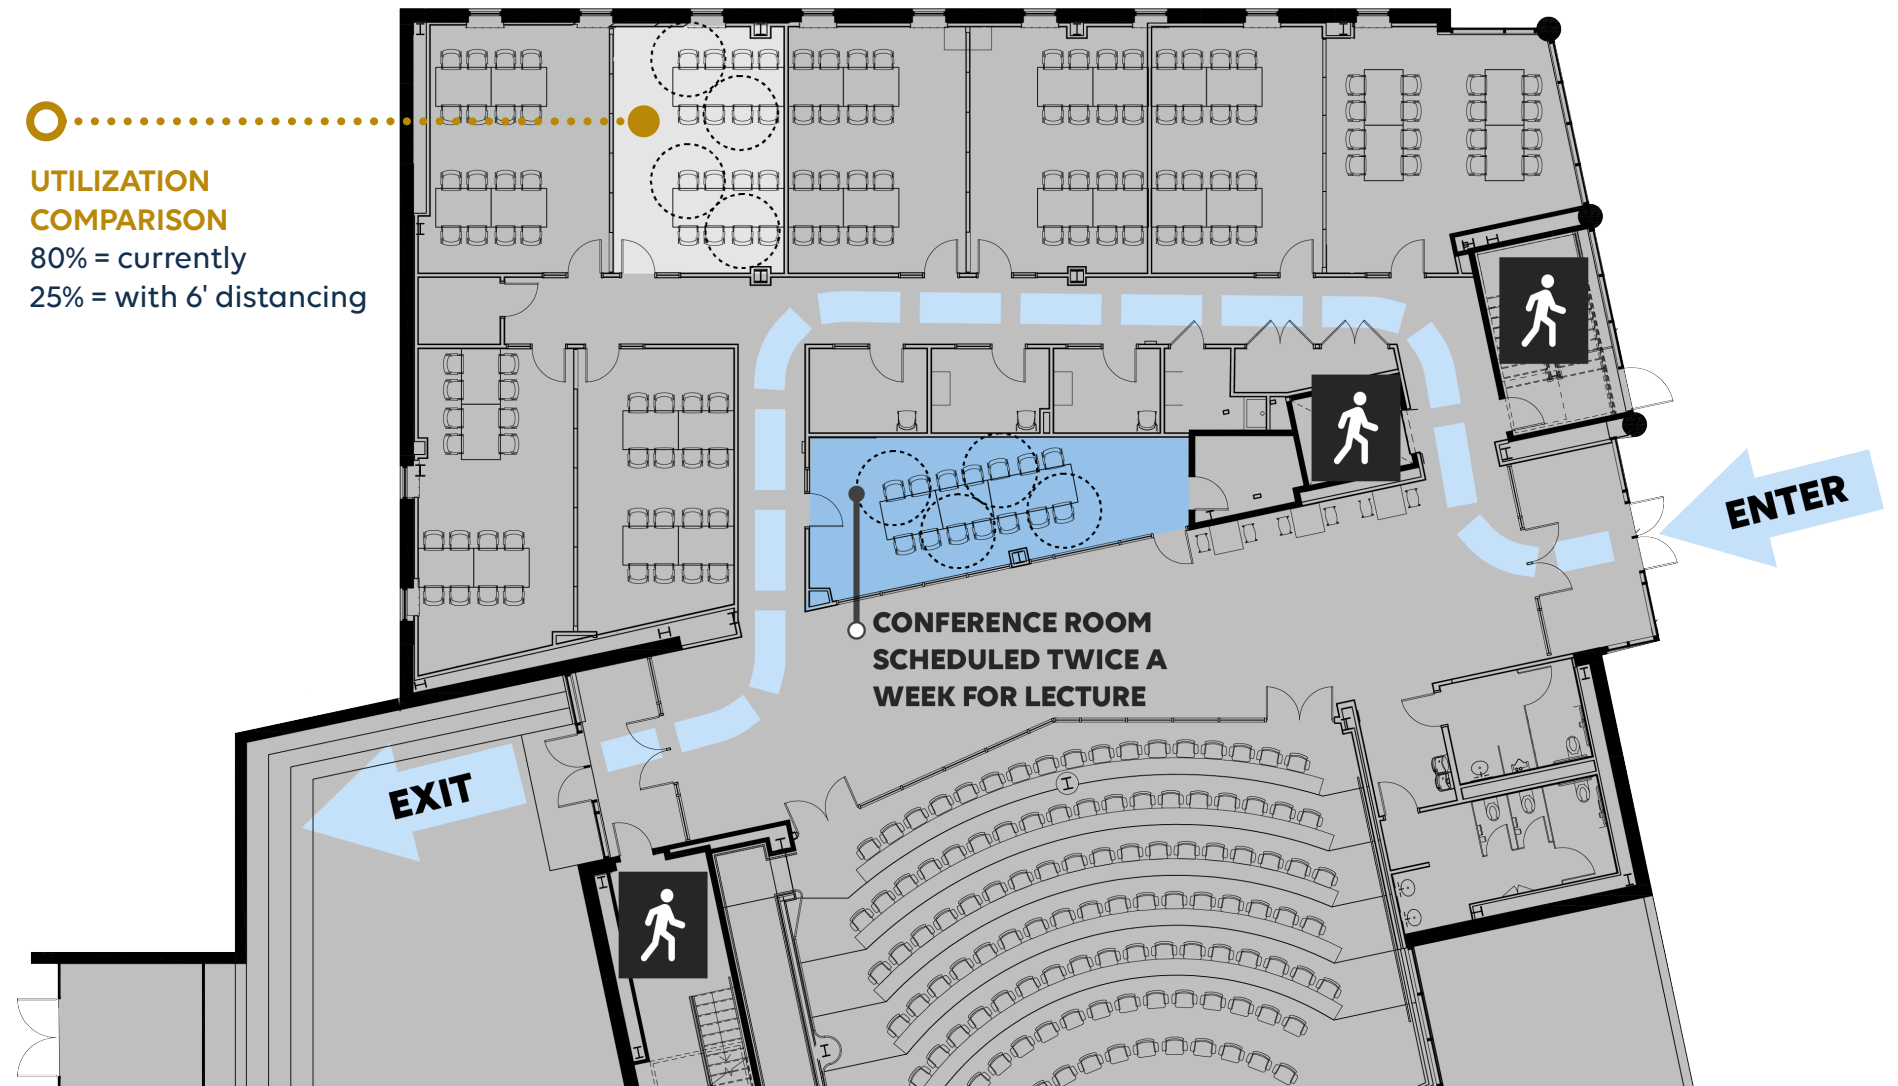 UTILIZATION
COMPARISON
80% = currently
25% = with 6' distancing
ENTER
CONFERENCE ROOM
SCHEDULED TWICE A
WEEK FOR LECTURE
EXIT